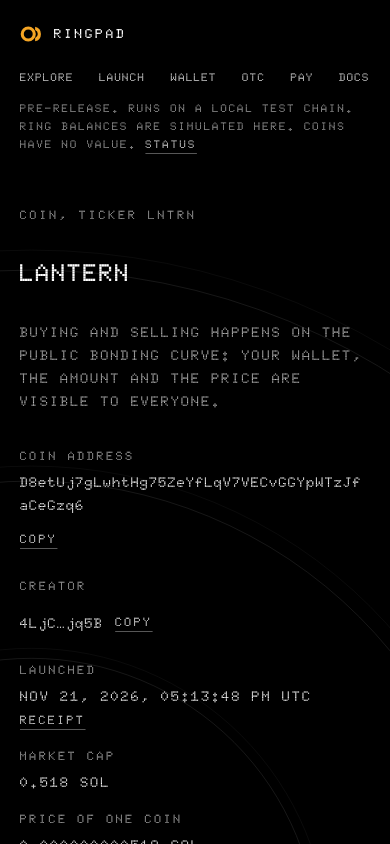 RINGPAD
EXPLORE LAUNCH WALLET OTC PAY DOCS
PRE-RELEASE. RUNS ON A LOCAL TEST CHAIN.
RING BALANCES ARE SIMULATED HERE. COINS
HAVE NO VALUE. STATUS
COIN, TICKER LNTRN
LANTERN
BUYING AND SELLING HAPPENS ON THE
PUBLIC BONDING CURVE: YOUR WALLET,
THE AMOUNT AND THE PRICE ARE
VISIBLE TO EVERYONE.
COIN ADDRESS
D8etUj7gLwhtHg75ZeYfLqV7VECvGGYpWTzJf
aCeGzq6
COPY
CREATOR
4LjC…jq5B COPY
LAUNCHED
NOV 21, 2026, 05:13:48 PM UTC
RECEIPT
MARKET CAP
0.518 SOL
PRICE OF ONE COIN